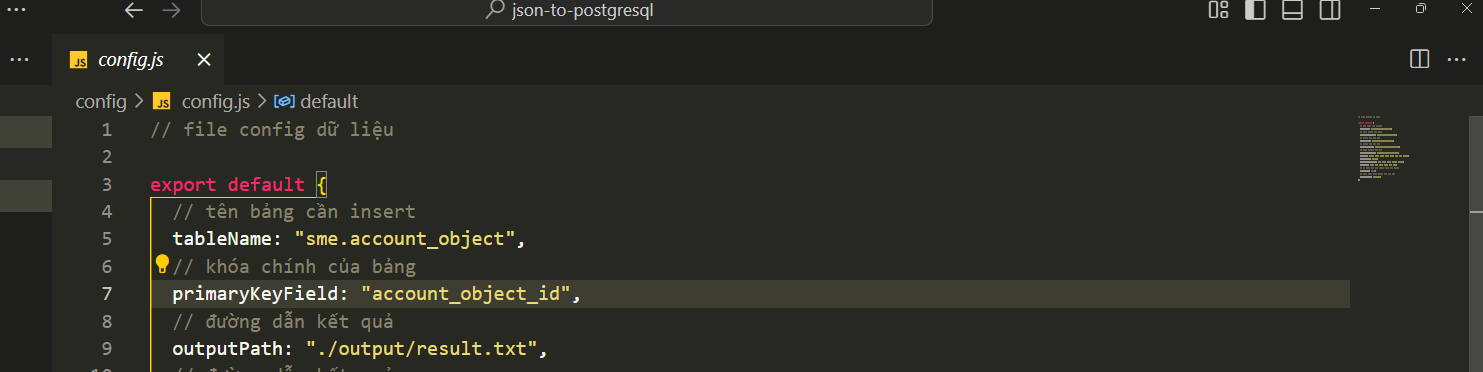 json-to-postgresql
config.js
config > config.js > default
1 // file config dữ liệu
2
3 export default {
4 // tên bảng cần insert
5 tableName: "sme.account_object",
6 // khóa chính của bảng
7 primaryKeyField: "account_object_id",
8 // đường dẫn kết quả
9 outputPath: "./output/result.txt",